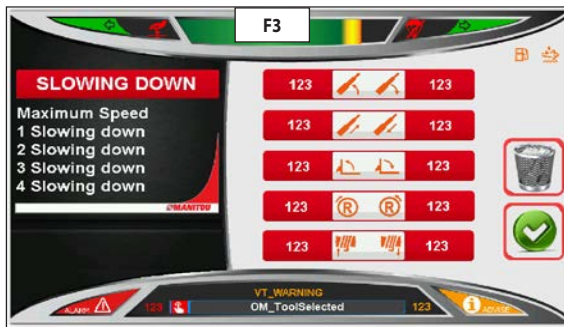 F3
SLOWING DOWN
Maximum Speed
1 Slowing down
2 Slowing down
3 Slowing down
4 Slowing down
MANITOU
123 123
123 123
123 123
123 R R 123
123 123
VT_WARNING
ALARM 123 OM_ToolSelected 123 i ADVISE